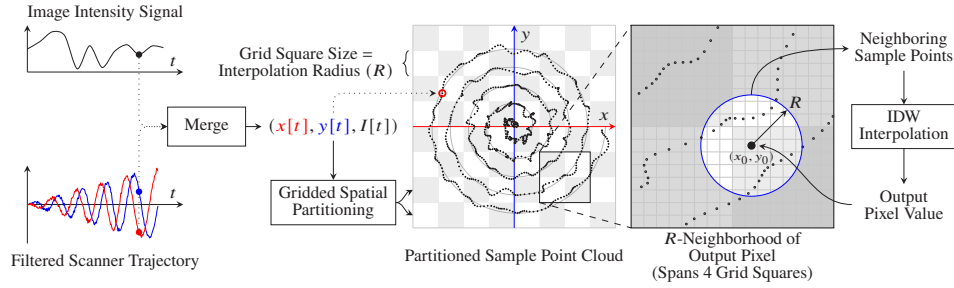 Image Intensity Signal
t
Filtered Scanner Trajectory
t
Merge
(x[t], y[t], I[t])
Grid Square Size =
Interpolation Radius (R)
Gridded Spatial
Partitioning
y
x
Partitioned Sample Point Cloud
R
(x0, y0)
R-Neighborhood of
Output Pixel
(Spans 4 Grid Squares)
Neighboring
Sample Points
IDW
Interpolation
Output
Pixel Value